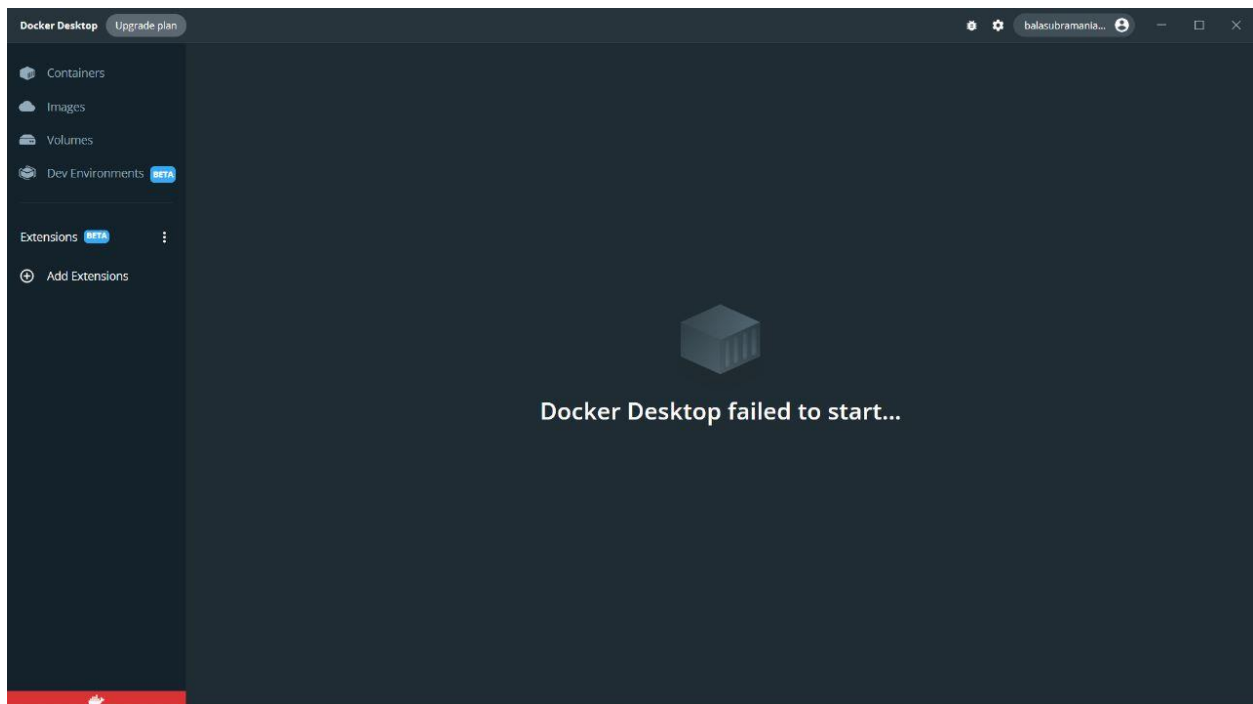 Docker Desktop Upgrade plan balasubramania...
Containers
Images
Volumes
Dev Environments BETA
Extensions BETA
Add Extensions
Docker Desktop failed to start...